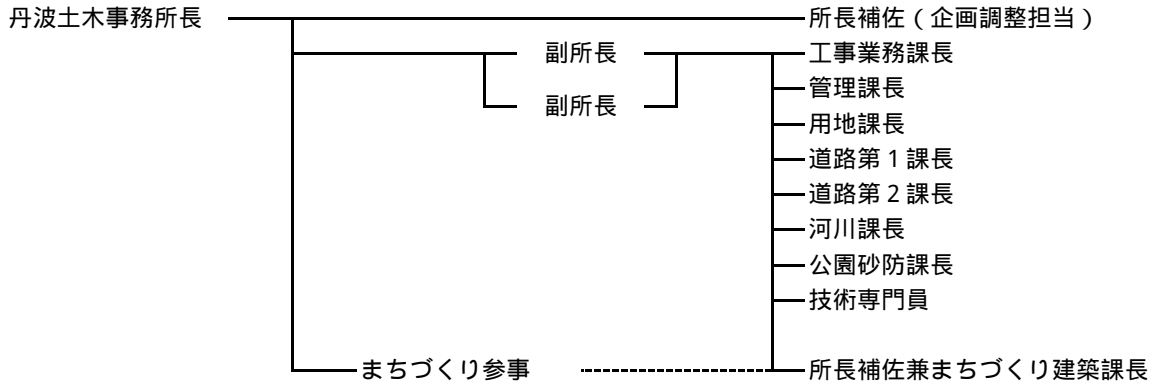 丹波土木事務所長
所長補佐（企画調整担当）
副所長
工事業務課長
管理課長
副所長
用地課長
道路第１課長
道路第２課長
河川課長
公園砂防課長
技術専門員
まちづくり参事
所長補佐兼まちづくり建築課長